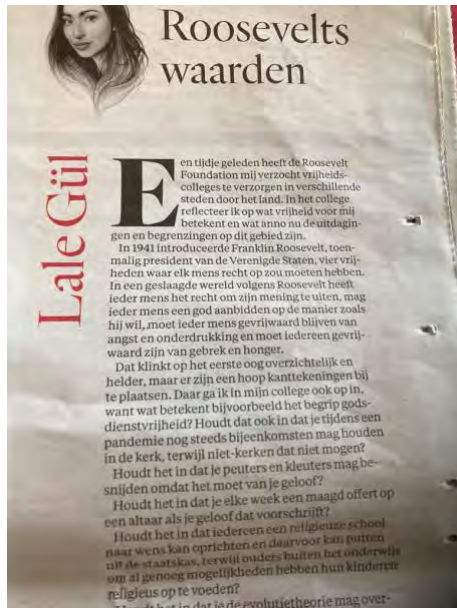 Roosevelts
waarden
Lale Gül
Een tijdje geleden heeft de Roosevelt
Foundation mij verzocht vrijheids-
colleges te verzorgen in verschillende
steden door het land. In het college
reflecteer ik op wat vrijheid voor mij
betekent en wat anno nu de uitdagin-
gen en begrenzingen op dit gebied zijn.
In 1941 introduceerde Franklin Roosevelt, toen-
malig president van de Verenigde Staten, vier vrij-
heden waar elk mens recht op zou moeten hebben.
In een geslaagde wereld volgens Roosevelt heeft
ieder mens het recht om zijn mening te uiten, mag
ieder mens een god aanbidden op de manier zoals
hij wil, moet ieder mens gevrijwaard blijven van
angst en onderdrukking en moet iedereen gevrij-
waard zijn van gebrek en honger.
Dat klinkt op het eerste oog overzichtelijk en
helder, maar er zijn een hoop kanttekeningen bij
te plaatsen. Daar ga ik in mijn college ook op in,
want wat betekent bijvoorbeeld het begrip gods-
dienstvrijheid? Houdt dat ook in dat je tijdens een
pandemie nog steeds bijeenkomsten mag houden
in de kerk, terwijl niet-kerken dat niet mogen?
Houdt het in dat je peuters en kleuters mag be-
snijden omdat het moet van je geloof?
Houdt het in dat je elke week een maagd offert op
een altaar als je geloof dat voorschrijft?
Houdt het in dat iedereen een religieuze school
naar wens kan oprichten en daarvoor kan putten
uit de staatskas, terwijl ouders buiten het onderwijs
om al genoeg mogelijkheden hebben hun kinderen
religieus op te voeden?
Houdt het in dat je de evolutietheorie mag over-